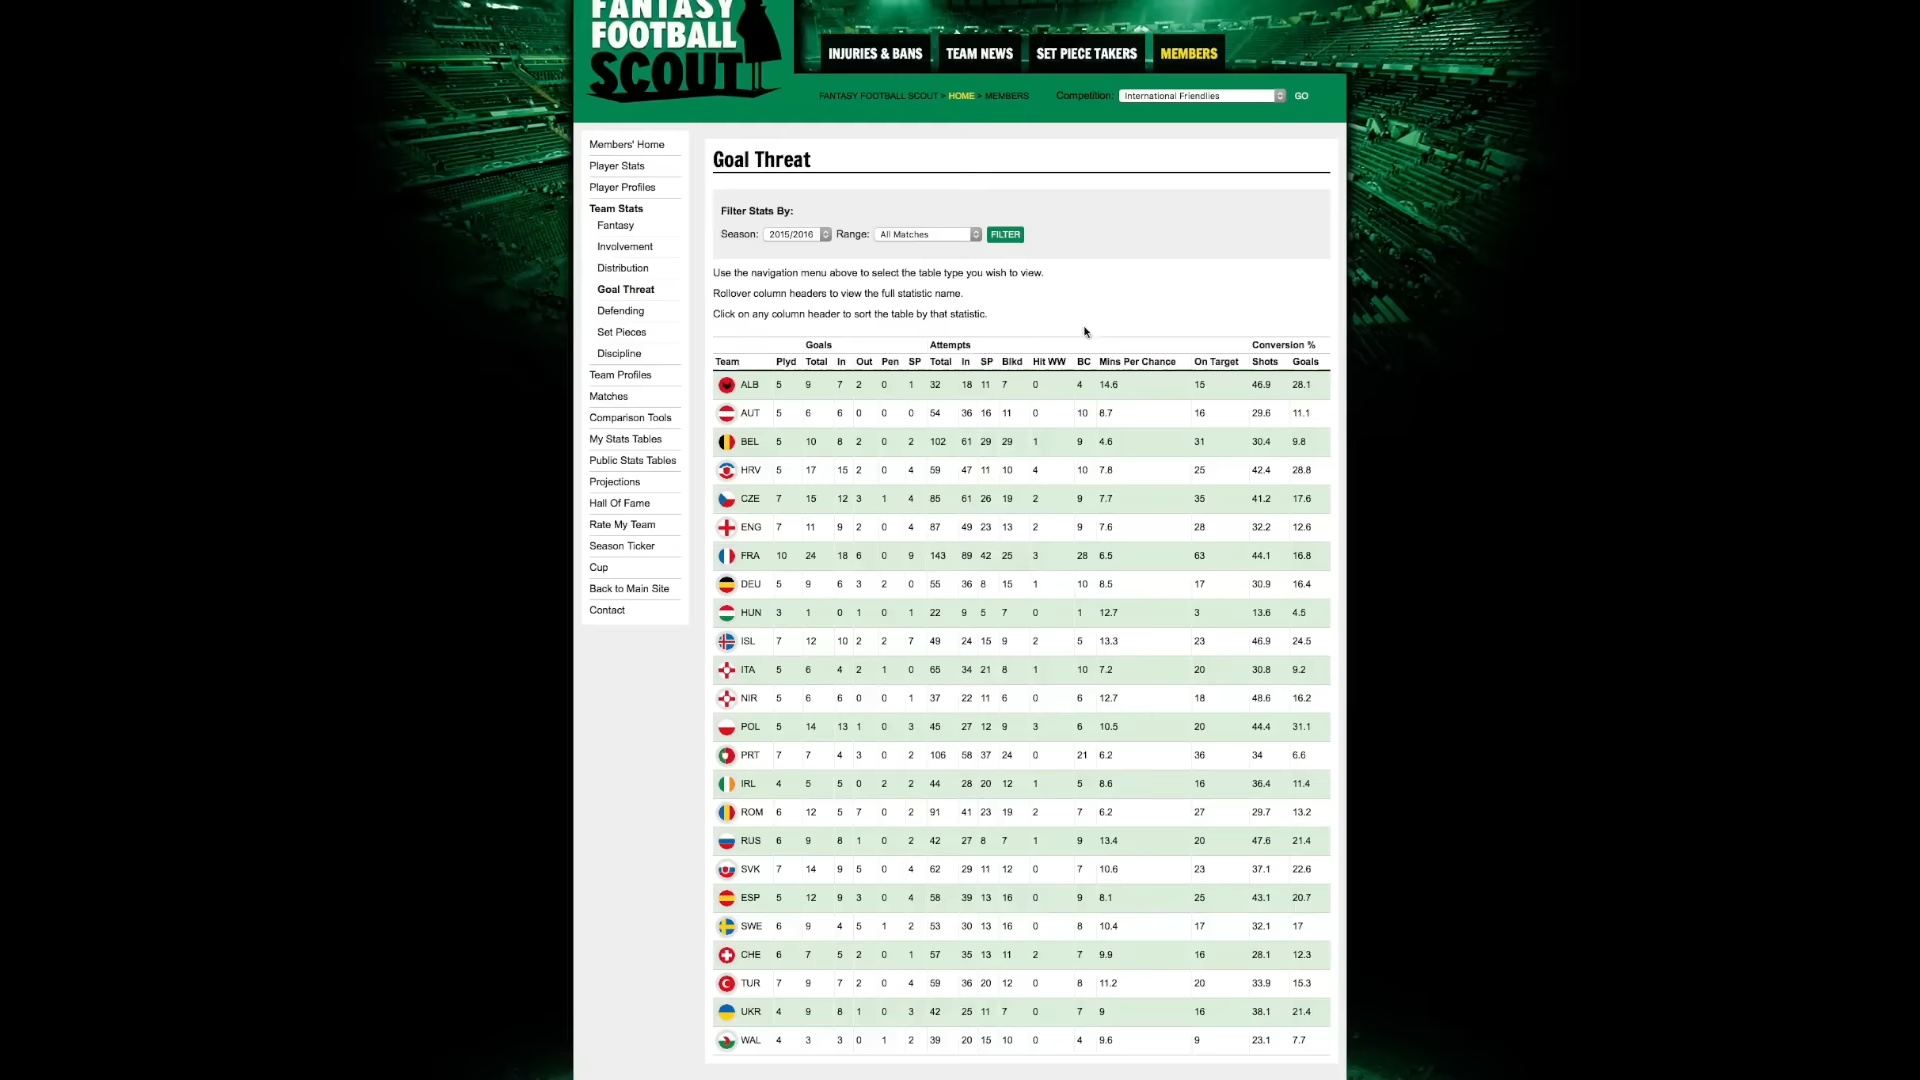 FANTASY
FOOTBALL
SCOUT
INJURIES & BANS TEAM NEWS SET PIECE TAKERS MEMBERS
FANTASY FOOTBALL SCOUT > HOME > MEMBERS Competition: International Friendlies GO
Members' Home
Player Stats
Player Profiles
Team Stats
Fantasy
Involvement
Distribution
Goal Threat
Defending
Set Pieces
Discipline
Team Profiles
Matches
Comparison Tools
My Stats Tables
Public Stats Tables
Projections
Hall Of Fame
Rate My Team
Season Ticker
Cup
Back to Main Site
Contact
Goal Threat
Filter Stats By:
Season: 2015/2016 Range: All Matches FILTER
Use the navigation menu above to select the table type you wish to view.
Rollover column headers to view the full statistic name.
Click on any column header to sort the table by that statistic.
Goals Attempts Conversion %
Team Plyd Total In Out Pen SP Total In SP Blkd Hit WW BC Mins Per Chance On Target Shots Goals
ALB 5 9 7 2 0 1 32 18 11 7 0 4 14.6 15 46.9 28.1
AUT 5 6 6 0 0 0 54 36 16 11 0 10 8.7 16 29.6 11.1
BEL 5 10 8 2 0 2 102 61 29 29 1 9 4.6 31 30.4 9.8
HRV 5 17 15 2 0 4 59 47 11 10 4 10 7.8 25 42.4 28.8
CZE 7 15 12 3 1 4 85 61 26 19 2 9 7.7 35 41.2 17.6
ENG 7 11 9 2 0 4 87 49 23 13 2 9 7.6 28 32.2 12.6
FRA 10 24 18 6 0 9 143 89 42 25 3 28 6.5 63 44.1 16.8
DEU 5 9 6 3 2 0 55 36 8 15 1 10 8.5 17 30.9 16.4
HUN 3 1 0 1 0 1 22 9 5 7 0 1 12.7 3 13.6 4.5
ISL 7 12 10 2 2 7 49 24 15 9 2 5 13.3 23 46.9 24.5
ITA 5 6 4 2 1 0 65 34 21 8 1 10 7.2 20 30.8 9.2
NIR 5 6 6 0 0 1 37 22 11 6 0 6 12.7 18 48.6 16.2
POL 5 14 13 1 0 3 45 27 12 9 3 6 10.5 20 44.4 31.1
PRT 7 7 4 3 0 2 106 58 37 24 0 21 6.2 36 34 6.6
IRL 4 5 5 0 2 2 44 28 20 12 1 5 8.6 16 36.4 11.4
ROM 6 12 5 7 0 2 91 41 23 19 2 7 6.2 27 29.7 13.2
RUS 6 9 8 1 0 2 42 27 8 7 1 9 13.4 20 47.6 21.4
SVK 7 14 9 5 0 4 62 29 11 12 0 7 10.6 23 37.1 22.6
ESP 5 12 9 3 0 4 58 39 13 16 0 9 8.1 25 43.1 20.7
SWE 6 9 4 5 1 2 53 30 13 16 0 8 10.4 17 32.1 17
CHE 6 7 5 2 0 1 57 35 13 11 2 7 9.9 16 28.1 12.3
TUR 7 9 7 2 0 4 59 36 20 12 0 8 11.2 20 33.9 15.3
UKR 4 9 8 1 0 3 42 25 11 7 0 7 9 16 38.1 21.4
WAL 4 3 3 0 1 2 39 20 15 10 0 4 9.6 9 23.1 7.7